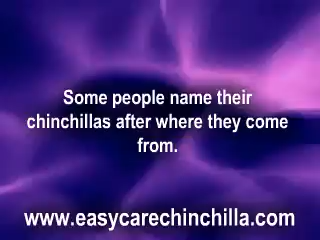 Some people name their
chinchillas after where they come
from.
www.easycarechinchilla.com